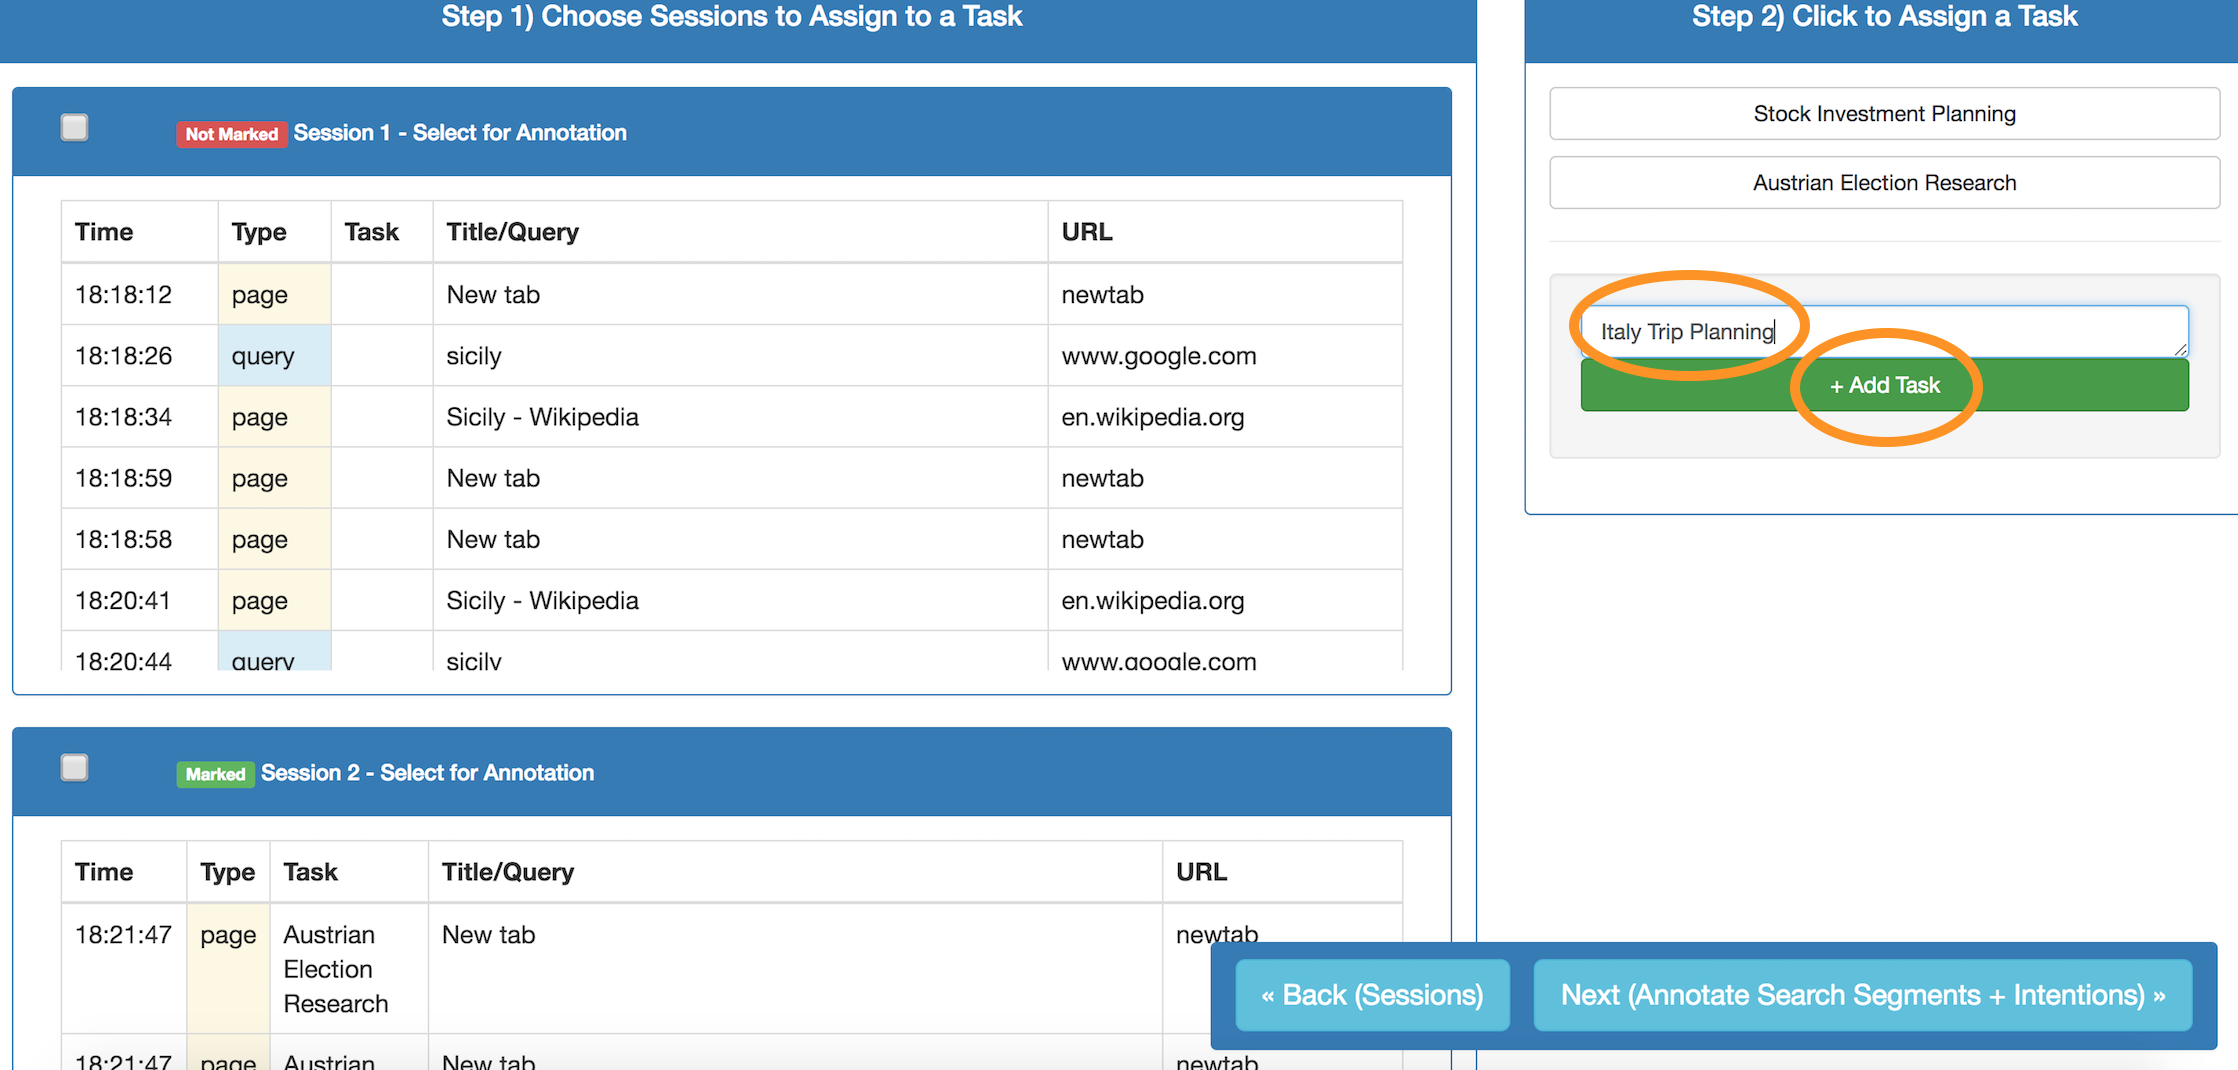 Step 1) Choose Sessions to Assign to a Task
Not Marked Session 1 - Select for Annotation
Time Type Task Title/Query URL
18:18:12 page New tab newtab
18:18:26 query sicily www.google.com
18:18:34 page Sicily - Wikipedia en.wikipedia.org
18:18:59 page New tab newtab
18:18:58 page New tab newtab
18:20:41 page Sicily - Wikipedia en.wikipedia.org
18:20:44 query sicily www.google.com
Marked Session 2 - Select for Annotation
Time Type Task Title/Query URL
18:21:47 page Austrian New tab newtab
Election
Research
18:21:47 page Austrian New tab newtab
Step 2) Click to Assign a Task
Stock Investment Planning
Austrian Election Research
Italy Trip Planning
+ Add Task
« Back (Sessions) Next (Annotate Search Segments + Intentions) »